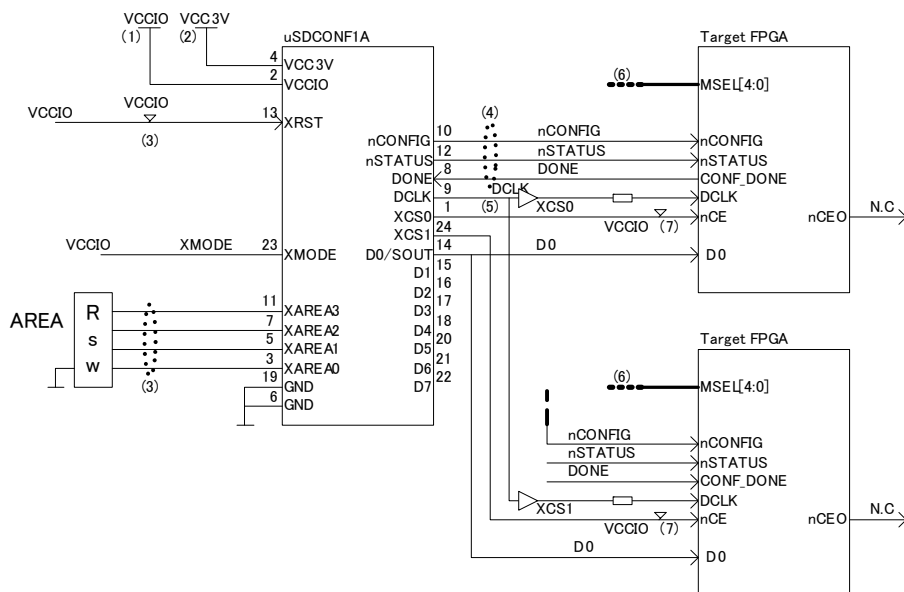 VCCIO VCC3V
(1) (2)
uSDCONF1A
4 VCC3V
2 VCCIO
VCCIO VCCIO 13 XRST
(3)
10 nCONFIG
12 nSTATUS
8 DONE
9 DCLK
1 XCS0
24 XCS1
14 D0/SOUT
15 D1
16 D2
17 D3
18 D4
20 D5
21 D6
22 D7
VCCIO XMODE 23 XMODE
AREA
R
s
w
11 XAREA3
7 XAREA2
5 XAREA1
3 XAREA0
(3)
19 GND
6 GND
(4)
nCONFIG
nSTATUS
DONE
DCLK
(5) XCS0
VCCIO (7)
D0
Target FPGA
(6)
MSEL[4:0]
nCONFIG
nSTATUS
CONF_DONE
DCLK
nCE
nCEO N.C
D0
Target FPGA
(6)
MSEL[4:0]
nCONFIG nCONFIG
nSTATUS nSTATUS
DONE CONF_DONE
DCLK
XCS1
VCCIO (7) nCE
nCEO N.C
D0 D0